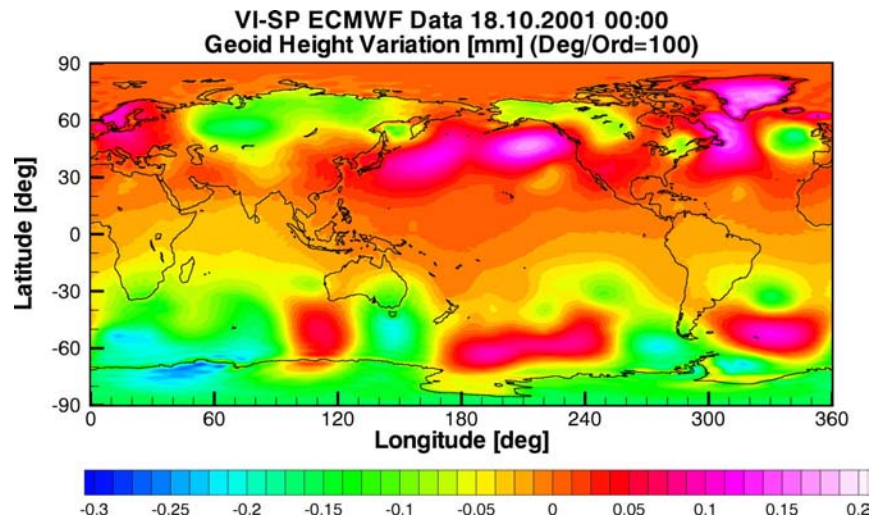 VI-SP ECMWF Data 18.10.2001 00:00
Geoid Height Variation [mm] (Deg/Ord=100)
90
60
30
0
-30
-60
-90
Latitude [deg]
0 60 120 180 240 300 360
Longitude [deg]
-0.3 -0.25 -0.2 -0.15 -0.1 -0.05 0 0.05 0.1 0.15 0.2